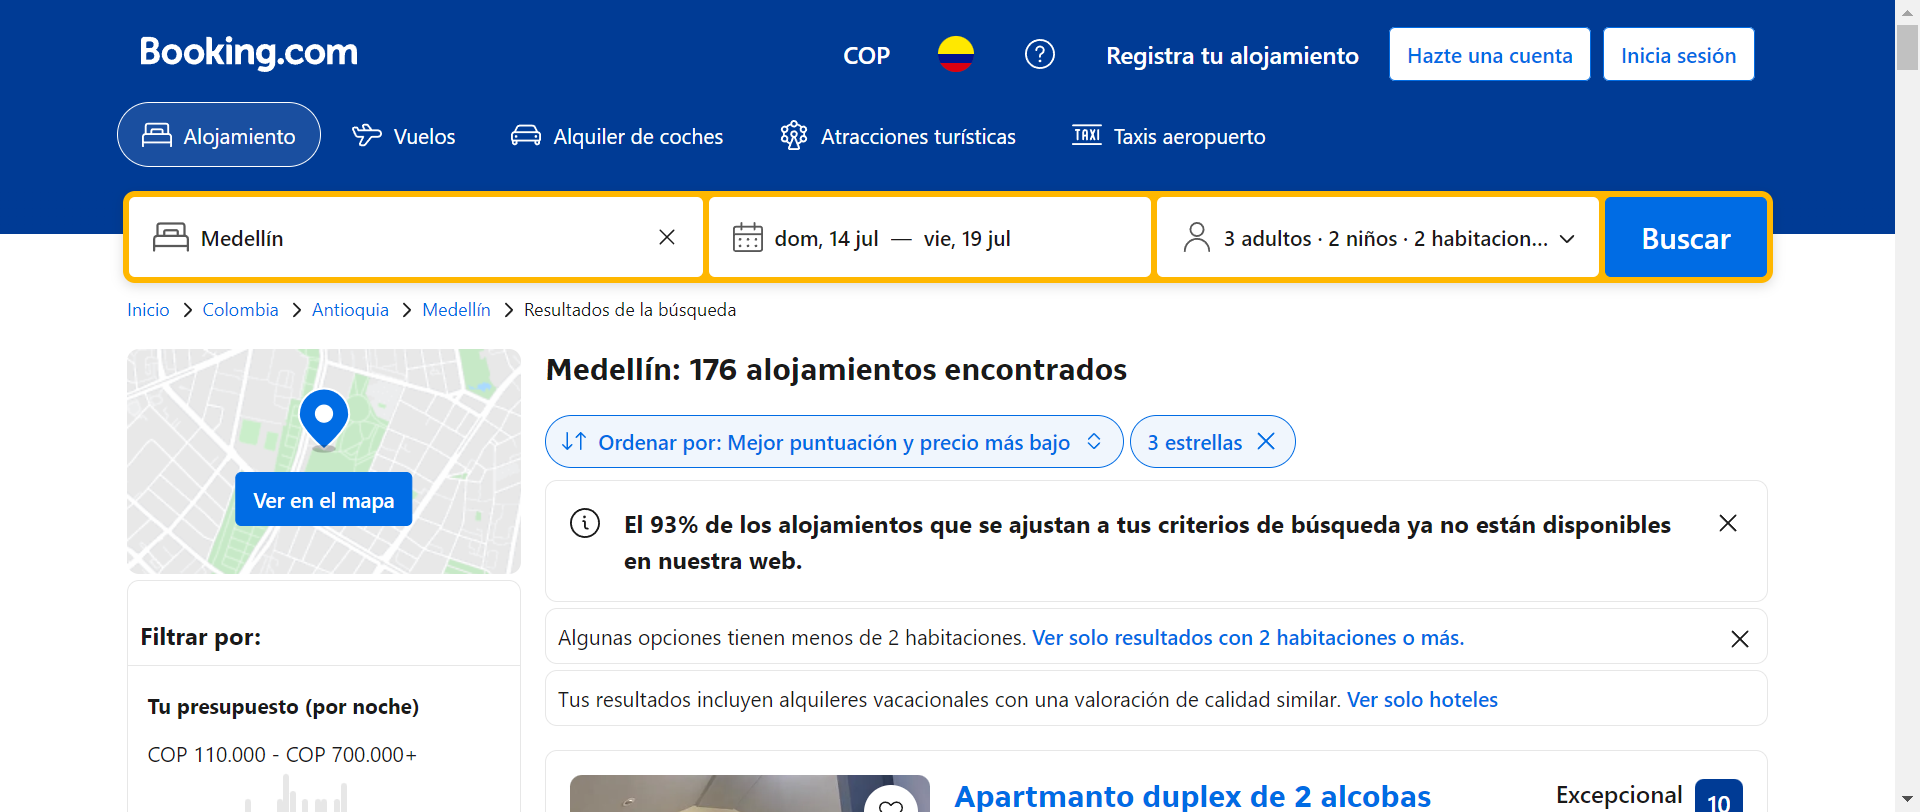 Booking.com
COP
Registra tu alojamiento
Hazte una cuenta
Inicia sesión
Alojamiento
Vuelos
Alquiler de coches
Atracciones turísticas
TAXI
Taxis aeropuerto
Medellín
dom, 14 jul — vie, 19 jul
3 adultos · 2 niños · 2 habitacion...
Buscar
Inicio
Colombia
Antioquia
Medellín
Resultados de la búsqueda
Ver en el mapa
Medellín: 176 alojamientos encontrados
Ordenar por: Mejor puntuación y precio más bajo
3 estrellas
El 93% de los alojamientos que se ajustan a tus criterios de búsqueda ya no están disponibles
en nuestra web.
Algunas opciones tienen menos de 2 habitaciones. Ver solo resultados con 2 habitaciones o más.
Tus resultados incluyen alquileres vacacionales con una valoración de calidad similar. Ver solo hoteles
Filtrar por:
Tu presupuesto (por noche)
COP 110.000 - COP 700.000+
Apartmanto duplex de 2 alcobas
Excepcional
10